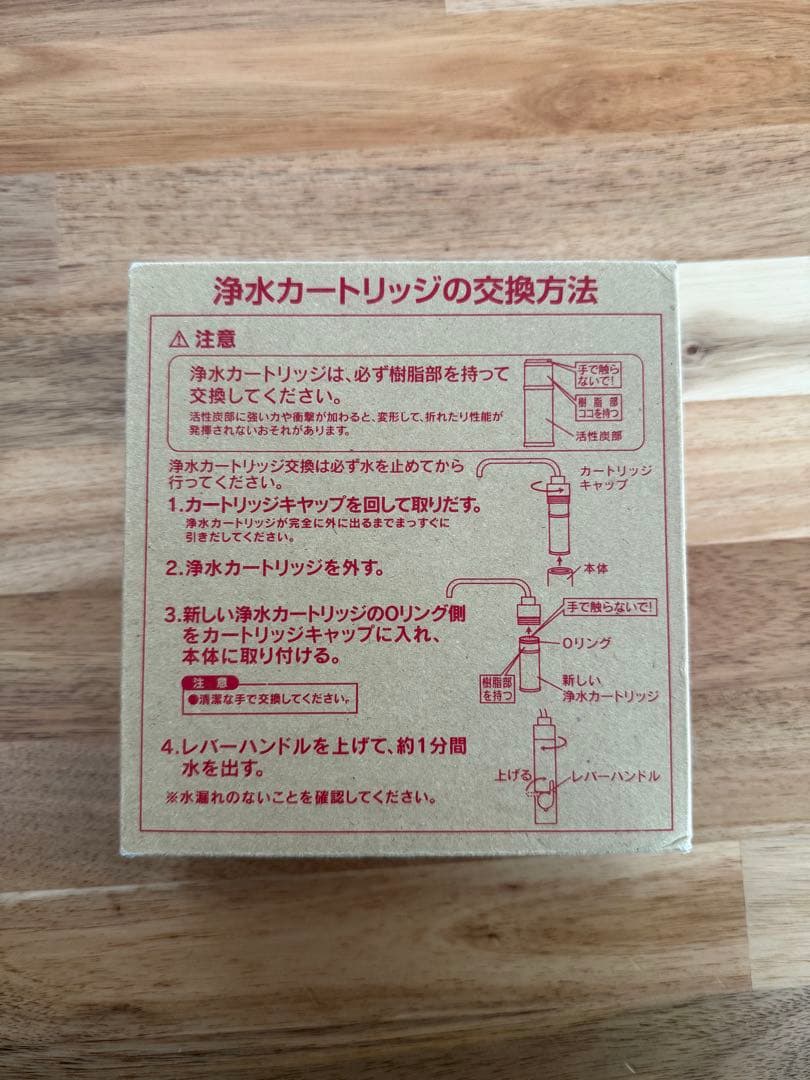 浄水カートリッジの交換方法
⚠ 注意
浄水カートリッジは、必ず樹脂部を持って
交換してください。
活性炭部に強い力や衝撃が加わると、変形して、折れたり性能が
発揮されないおそれがあります。
手で触ら
ないで!
樹脂部
ココを持つ
活性炭部
浄水カートリッジ交換は必ず水を止めてから
行ってください。
1.カートリッジキャップを回して取りだす。
浄水カートリッジが完全に外に出るまでまっすぐに
引きだしてください。
カートリッジ
キャップ
本体
2.浄水カートリッジを外す。
3.新しい浄水カートリッジのOリング側
をカートリッジキャップに入れ、
本体に取り付ける。
注意
●清潔な手で交換してください。
手で触らないで!
Oリング
樹脂部
を持つ
新しい
浄水カートリッジ
4.レバーハンドルを上げて、約1分間
水を出す。
※水漏れのないことを確認してください。
上げる
レバーハンドル